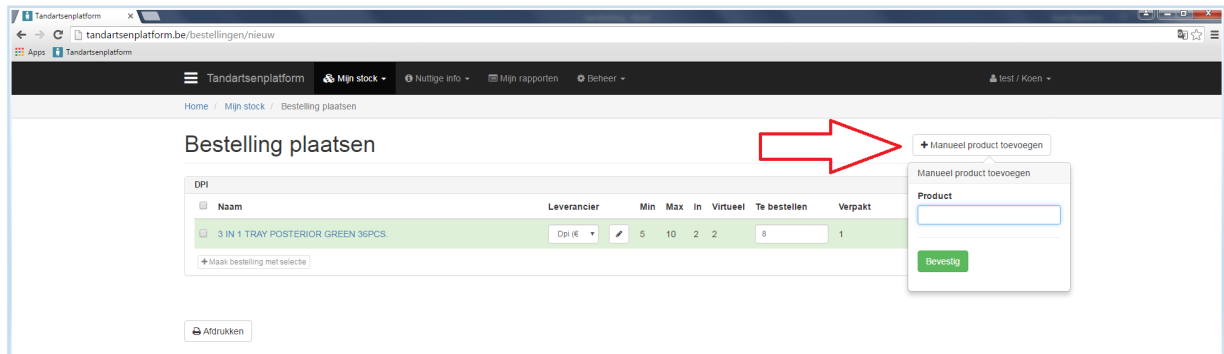 Tandartsenplatform
tandartsenplatform.be/bestellingen/nieuw
Apps Tandartsenplatform
Tandartsenplatform Mijn stock Nuttige info Mijn rapporten Beheer test / Koen
Home / Mijn stock / Bestelling plaatsen
Bestelling plaatsen
+ Manueel product toevoegen
Manueel product toevoegen
Product
Bevestig
DPI
Naam Leverancier Min Max In Virtueel Te bestellen Verpakt
3 IN 1 TRAY POSTERIOR GREEN 36PCS. Dpi (€ 5 10 2 2 8 1
+ Maak bestelling met selectie
Afdrukken